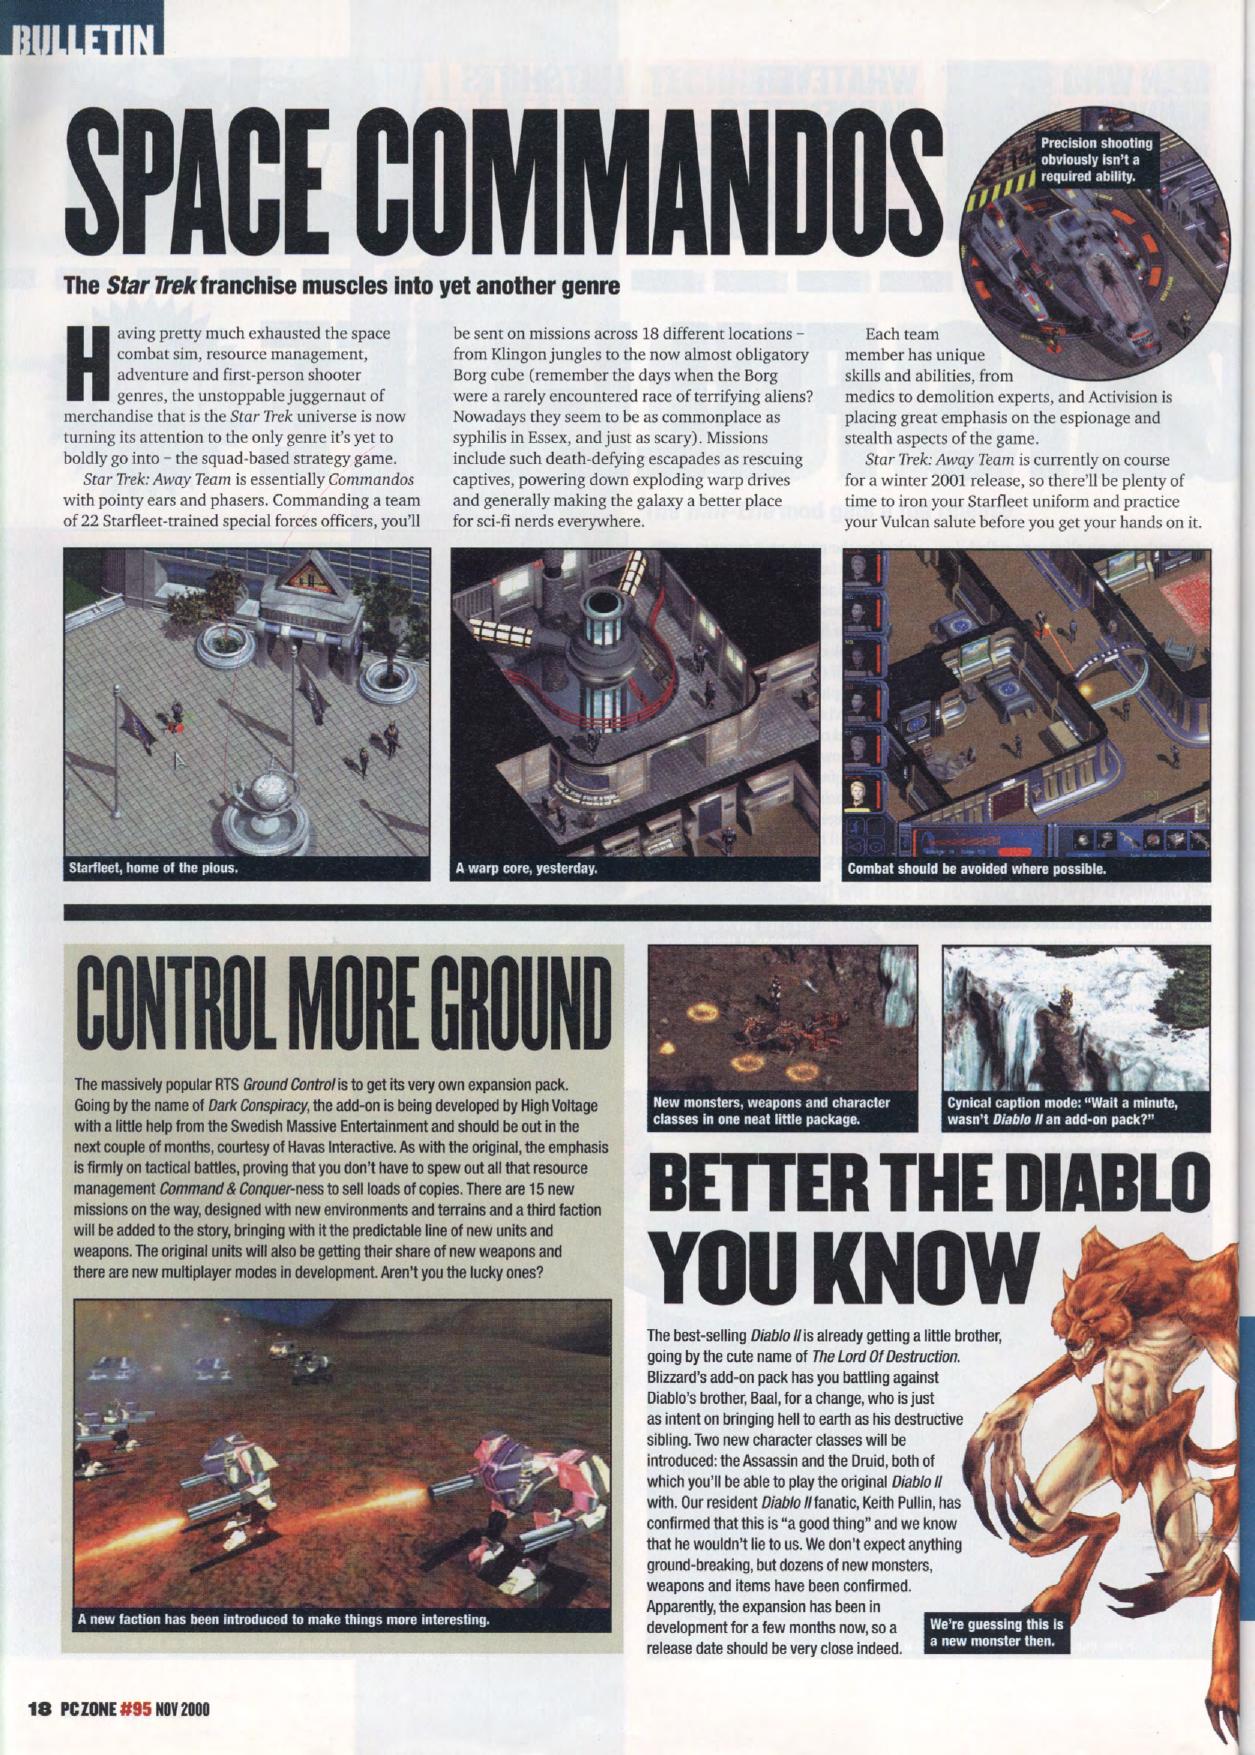 BULLETIN
SPACE COMMANDOS
Precision shooting
obviously isn't a
required ability.
The Star Trek franchise muscles into yet another genre
Having pretty much exhausted the space
combat sim, resource management,
adventure and first-person shooter
genres, the unstoppable juggernaut of
merchandise that is the Star Trek universe is now
turning its attention to the only genre it's yet to
boldly go into – the squad-based strategy game.
Star Trek: Away Team is essentially Commandos
with pointy ears and phasers. Commanding a team
of 22 Starfleet-trained special forces officers, you'll
be sent on missions across 18 different locations –
from Klingon jungles to the now almost obligatory
Borg cube (remember the days when the Borg
were a rarely encountered race of terrifying aliens?
Nowadays they seem to be as commonplace as
syphilis in Essex, and just as scary). Missions
include such death-defying escapades as rescuing
captives, powering down exploding warp drives
and generally making the galaxy a better place
for sci-fi nerds everywhere.
Each team
member has unique
skills and abilities, from
medics to demolition experts, and Activision is
placing great emphasis on the espionage and
stealth aspects of the game.
Star Trek: Away Team is currently on course
for a winter 2001 release, so there'll be plenty of
time to iron your Starfleet uniform and practice
your Vulcan salute before you get your hands on it.
Starfleet, home of the pious.
A warp core, yesterday.
Combat should be avoided where possible.
CONTROL MORE GROUND
The massively popular RTS Ground Control is to get its very own expansion pack.
Going by the name of Dark Conspiracy, the add-on is being developed by High Voltage
with a little help from the Swedish Massive Entertainment and should be out in the
next couple of months, courtesy of Havas Interactive. As with the original, the emphasis
is firmly on tactical battles, proving that you don't have to spew out all that resource
management Command & Conquer-ness to sell loads of copies. There are 15 new
missions on the way, designed with new environments and terrains and a third faction
will be added to the story, bringing with it the predictable line of new units and
weapons. The original units will also be getting their share of new weapons and
there are new multiplayer modes in development. Aren't you the lucky ones?
A new faction has been introduced to make things more interesting.
New monsters, weapons and character
classes in one neat little package.
Cynical caption mode: "Wait a minute,
wasn't Diablo II an add-on pack?"
BETTER THE DIABLO
YOU KNOW
The best-selling Diablo II is already getting a little brother,
going by the cute name of The Lord Of Destruction.
Blizzard's add-on pack has you battling against
Diablo's brother, Baal, for a change, who is just
as intent on bringing hell to earth as his destructive
sibling. Two new character classes will be
introduced: the Assassin and the Druid, both of
which you'll be able to play the original Diablo II
with. Our resident Diablo II fanatic, Keith Pullin, has
confirmed that this is "a good thing" and we know
that he wouldn't lie to us. We don't expect anything
ground-breaking, but dozens of new monsters,
weapons and items have been confirmed.
Apparently, the expansion has been in
development for a few months now, so a
release date should be very close indeed.
We're guessing this is
a new monster then.
18 PCZONE #95 NOV 2000